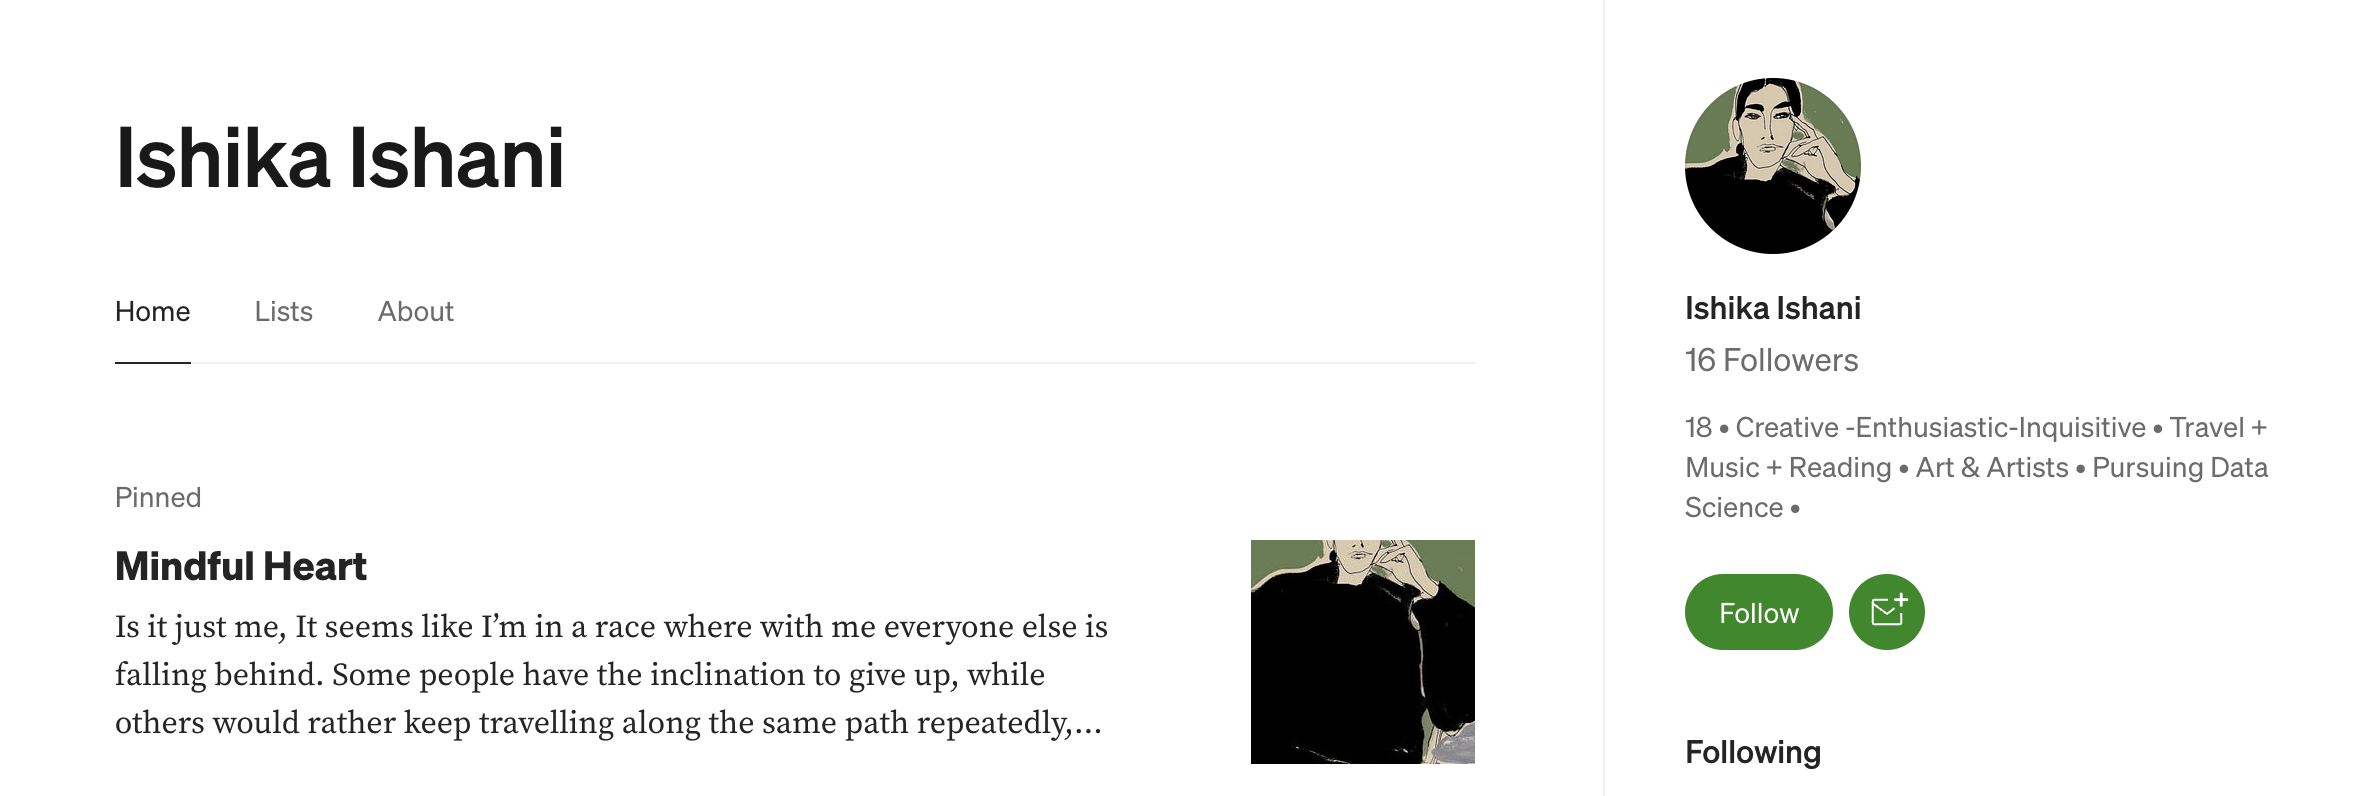 Ishika Ishani
Home
Lists
About
Pinned
Mindful Heart
Is it just me, It seems like I’m in a race where with me everyone else is
falling behind. Some people have the inclination to give up, while
others would rather keep travelling along the same path repeatedly,…
Ishika Ishani
16 Followers
18 • Creative -Enthusiastic-Inquisitive • Travel +
Music + Reading • Art & Artists • Pursuing Data
Science •
Follow
Following